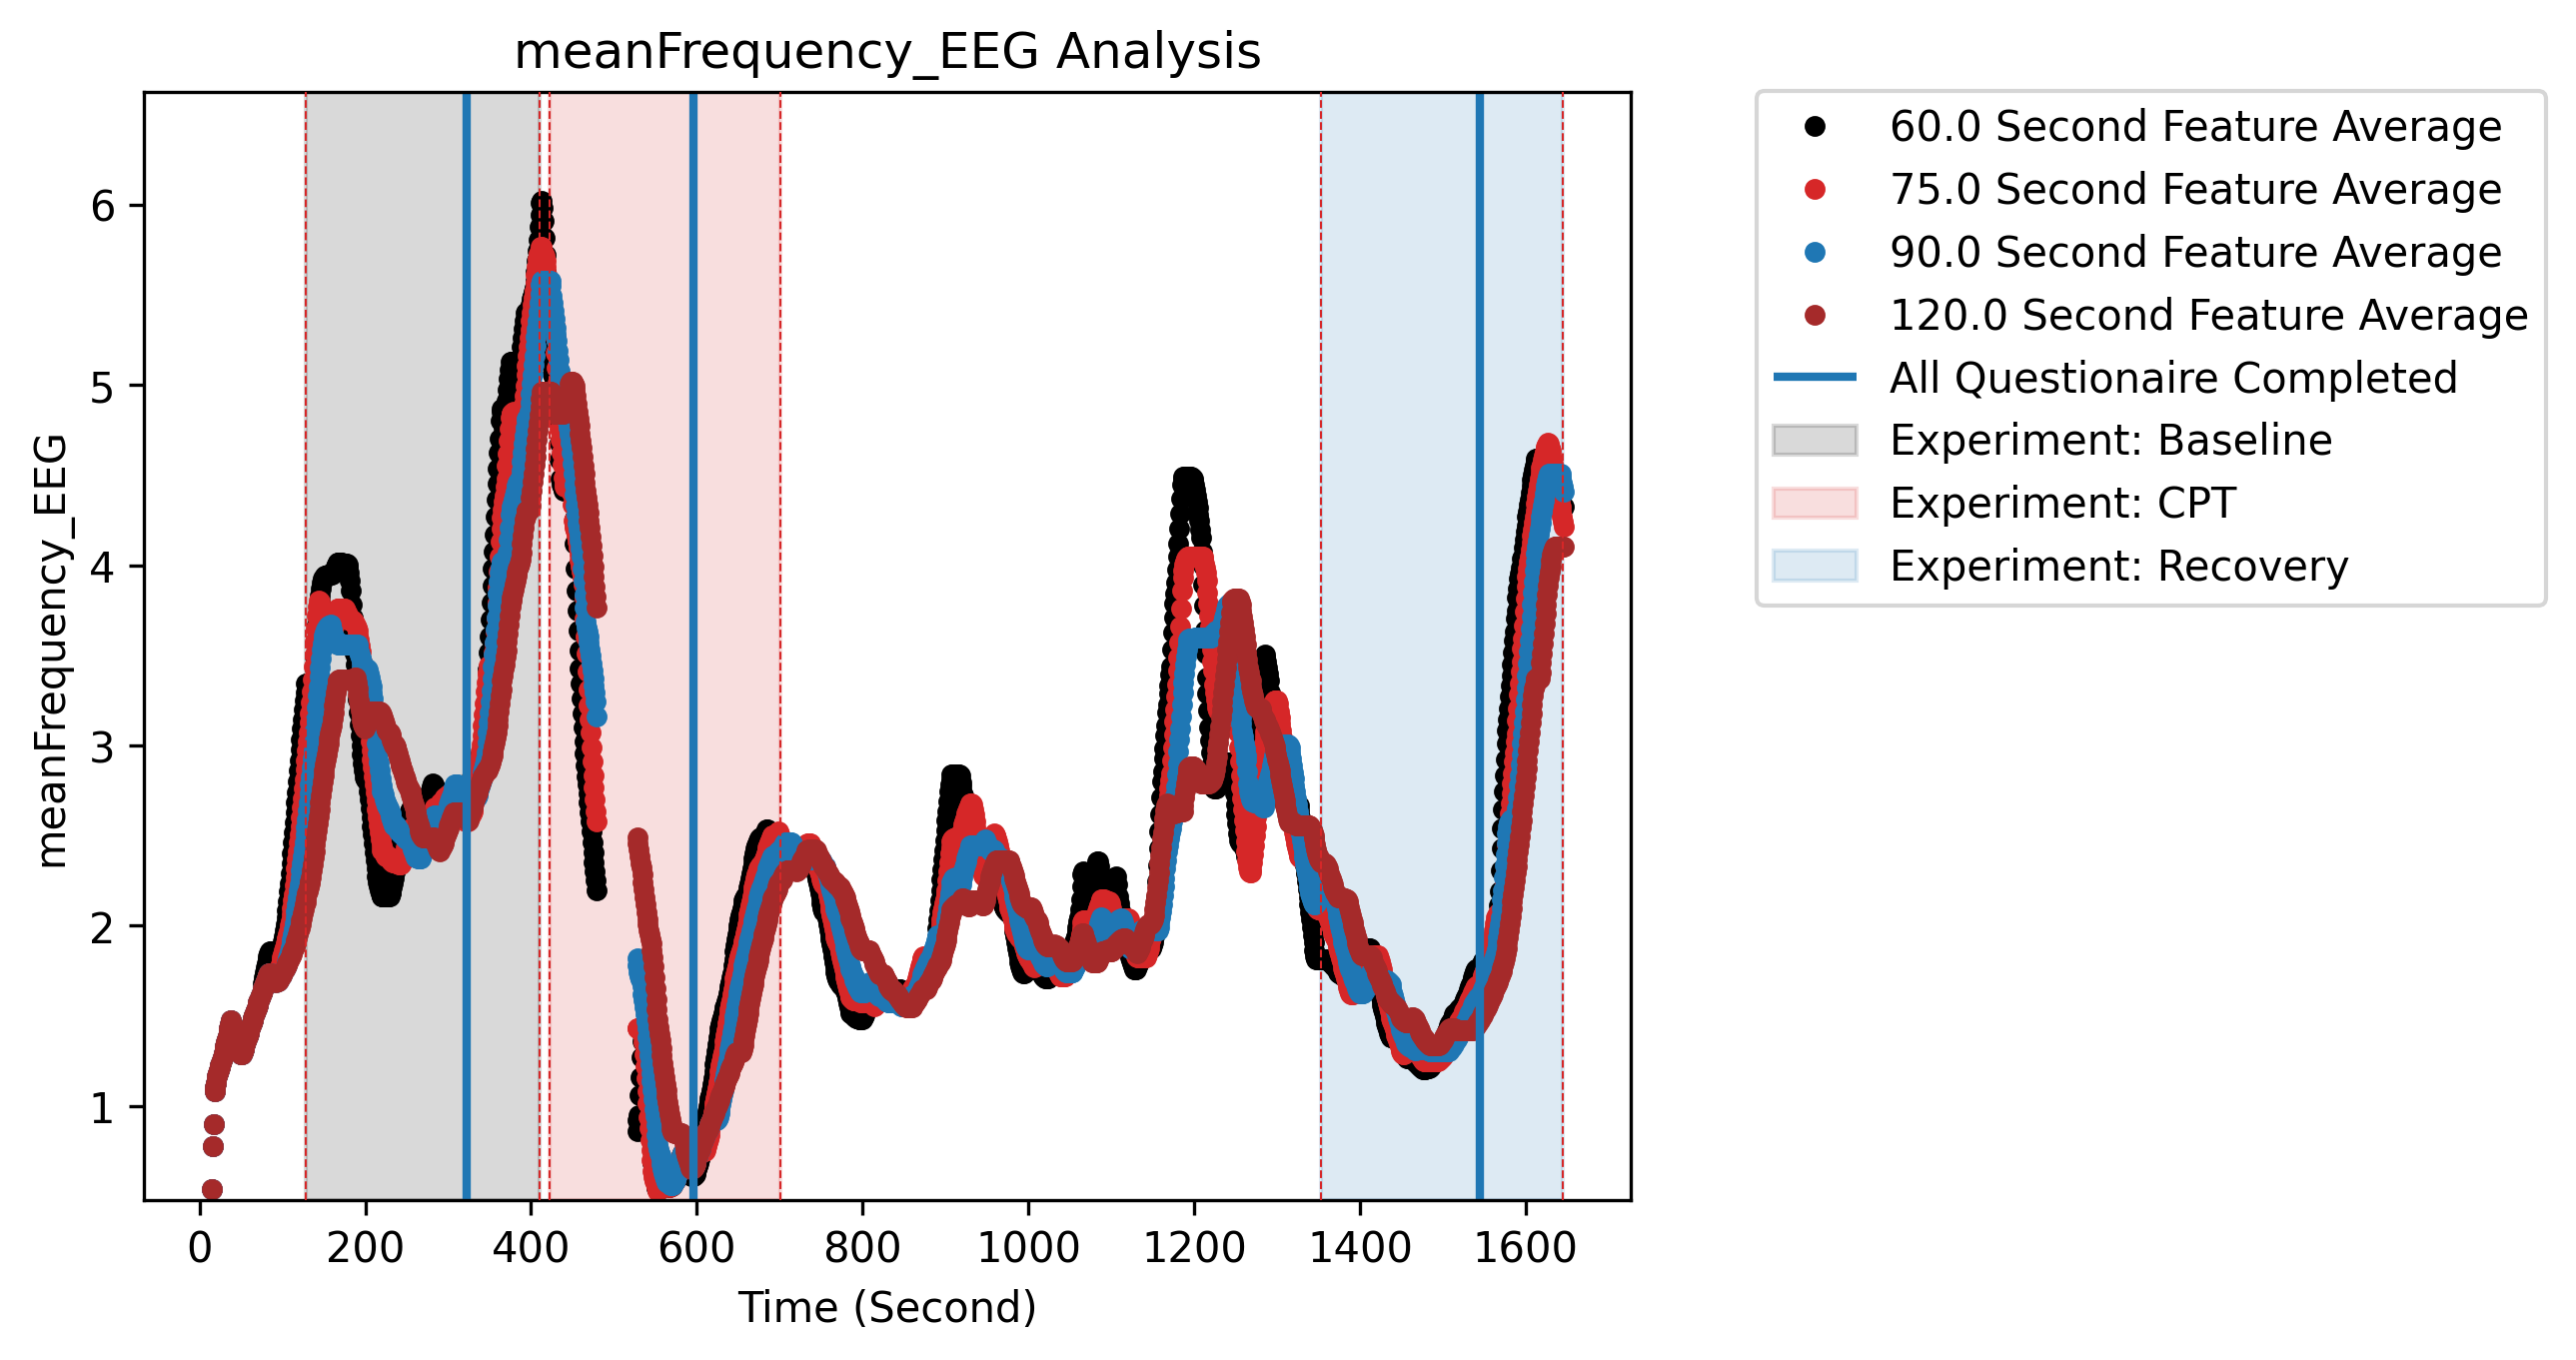 meanFrequency_EEG Analysis
meanFrequency_EEG
6
5
4
3
2
1
0 200 400 600 800 1000 1200 1400 1600
Time (Second)
60.0 Second Feature Average
75.0 Second Feature Average
90.0 Second Feature Average
120.0 Second Feature Average
All Questionaire Completed
Experiment: Baseline
Experiment: CPT
Experiment: Recovery